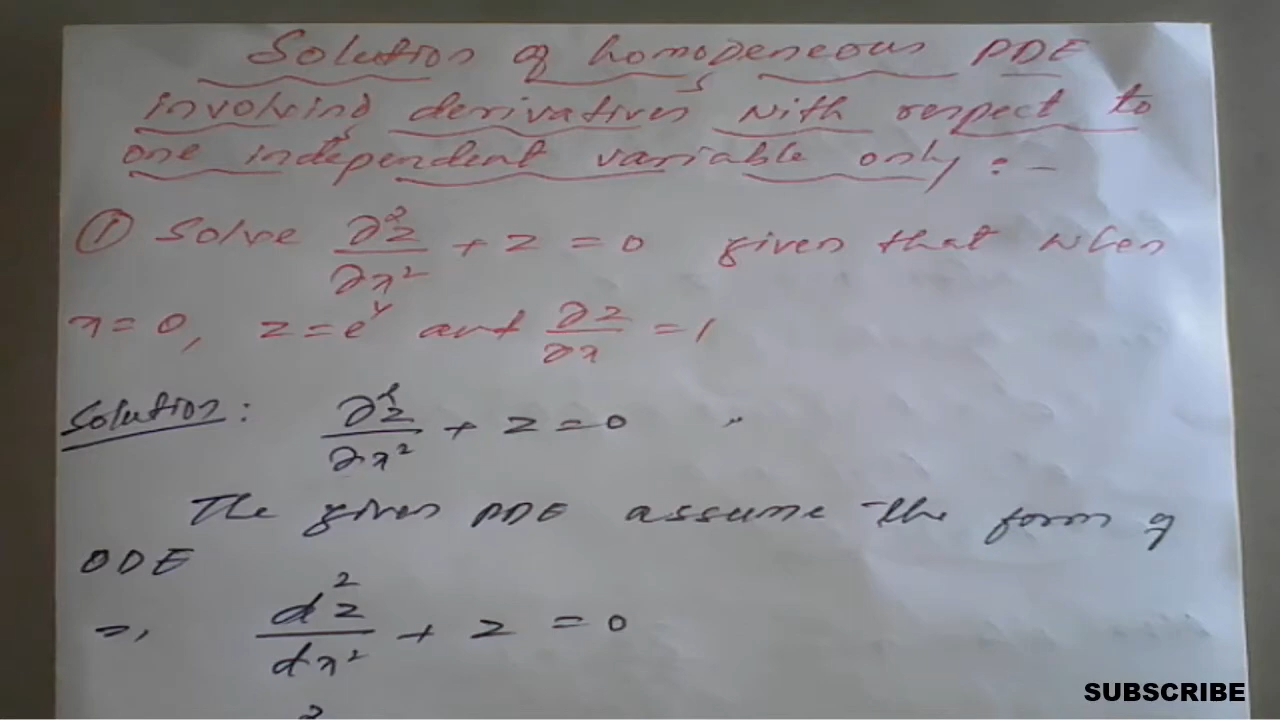 Solution of homogeneous PDE
involving derivatives with respect to
one independent variable only : -
① Solve ∂²z/∂x² + z = 0 given that when
x = 0, z = e^y and ∂z/∂x = 1
Solution : ∂²z/∂x² + z = 0
The given PDE assume the form of
ODE
⇒, d²z/dx² + z = 0
2
SUBSCRIBE